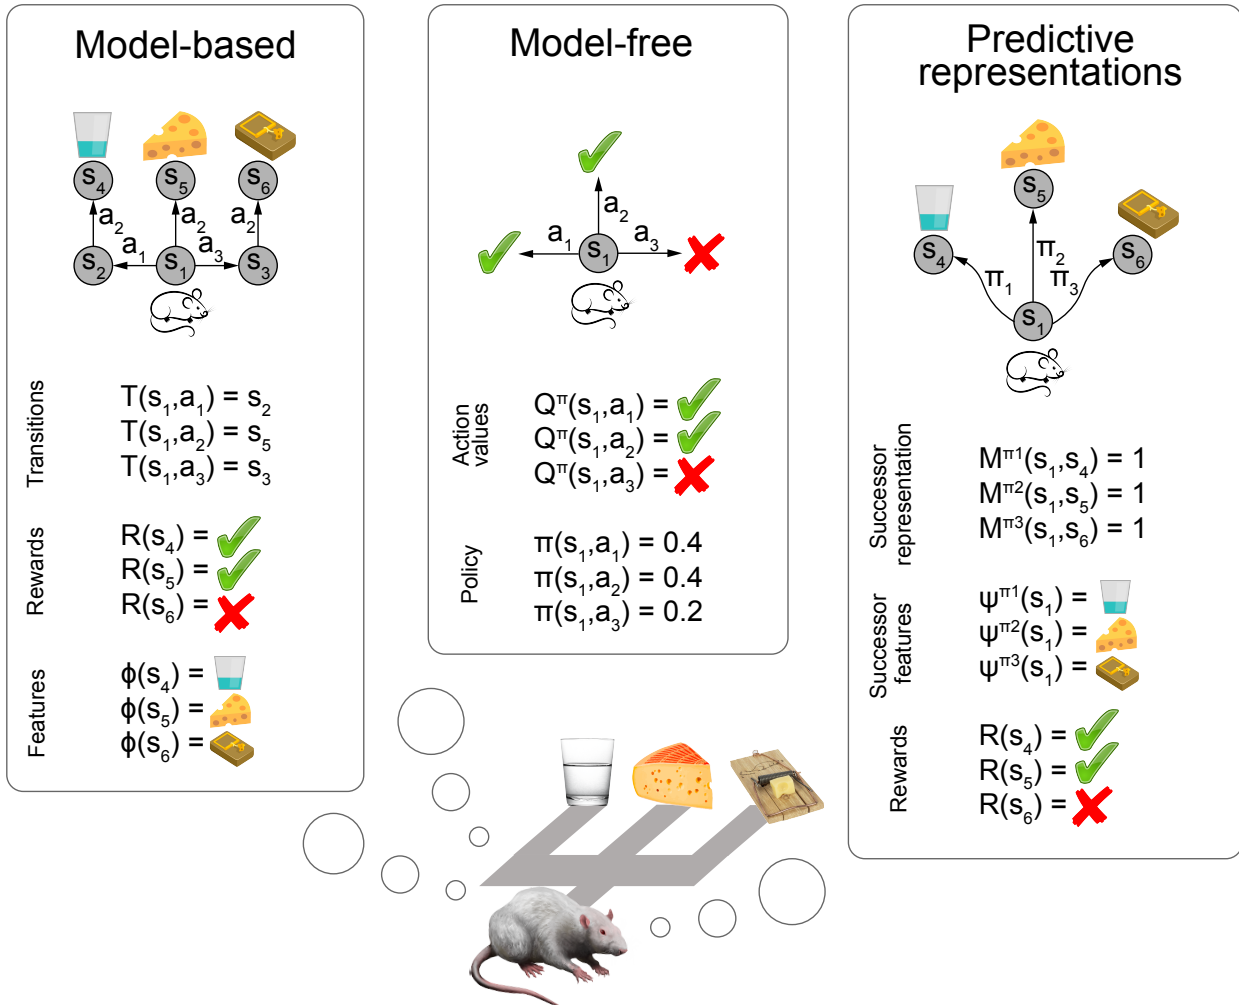 Model-based
s4 s5 s6
a2 a2 a2
a1 a3
s2 s1 s3
Transitions
T(s1,a1) = s2
T(s1,a2) = s5
T(s1,a3) = s3
Rewards
R(s4) =
R(s5) =
R(s6) =
Features
ϕ(s4) =
ϕ(s5) =
ϕ(s6) =
Model-free
a2
a1 a3
s1
Action
values
Qπ(s1,a1) =
Qπ(s1,a2) =
Qπ(s1,a3) =
Policy
π(s1,a1) = 0.4
π(s1,a2) = 0.4
π(s1,a3) = 0.2
Predictive
representations
s5
s4 s6
π2
π1 π3
s1
Successor
representation
Mπ1(s1,s4) = 1
Mπ2(s1,s5) = 1
Mπ3(s1,s6) = 1
Successor
features
ψπ1(s1) =
ψπ2(s1) =
ψπ3(s1) =
Rewards
R(s4) =
R(s5) =
R(s6) =